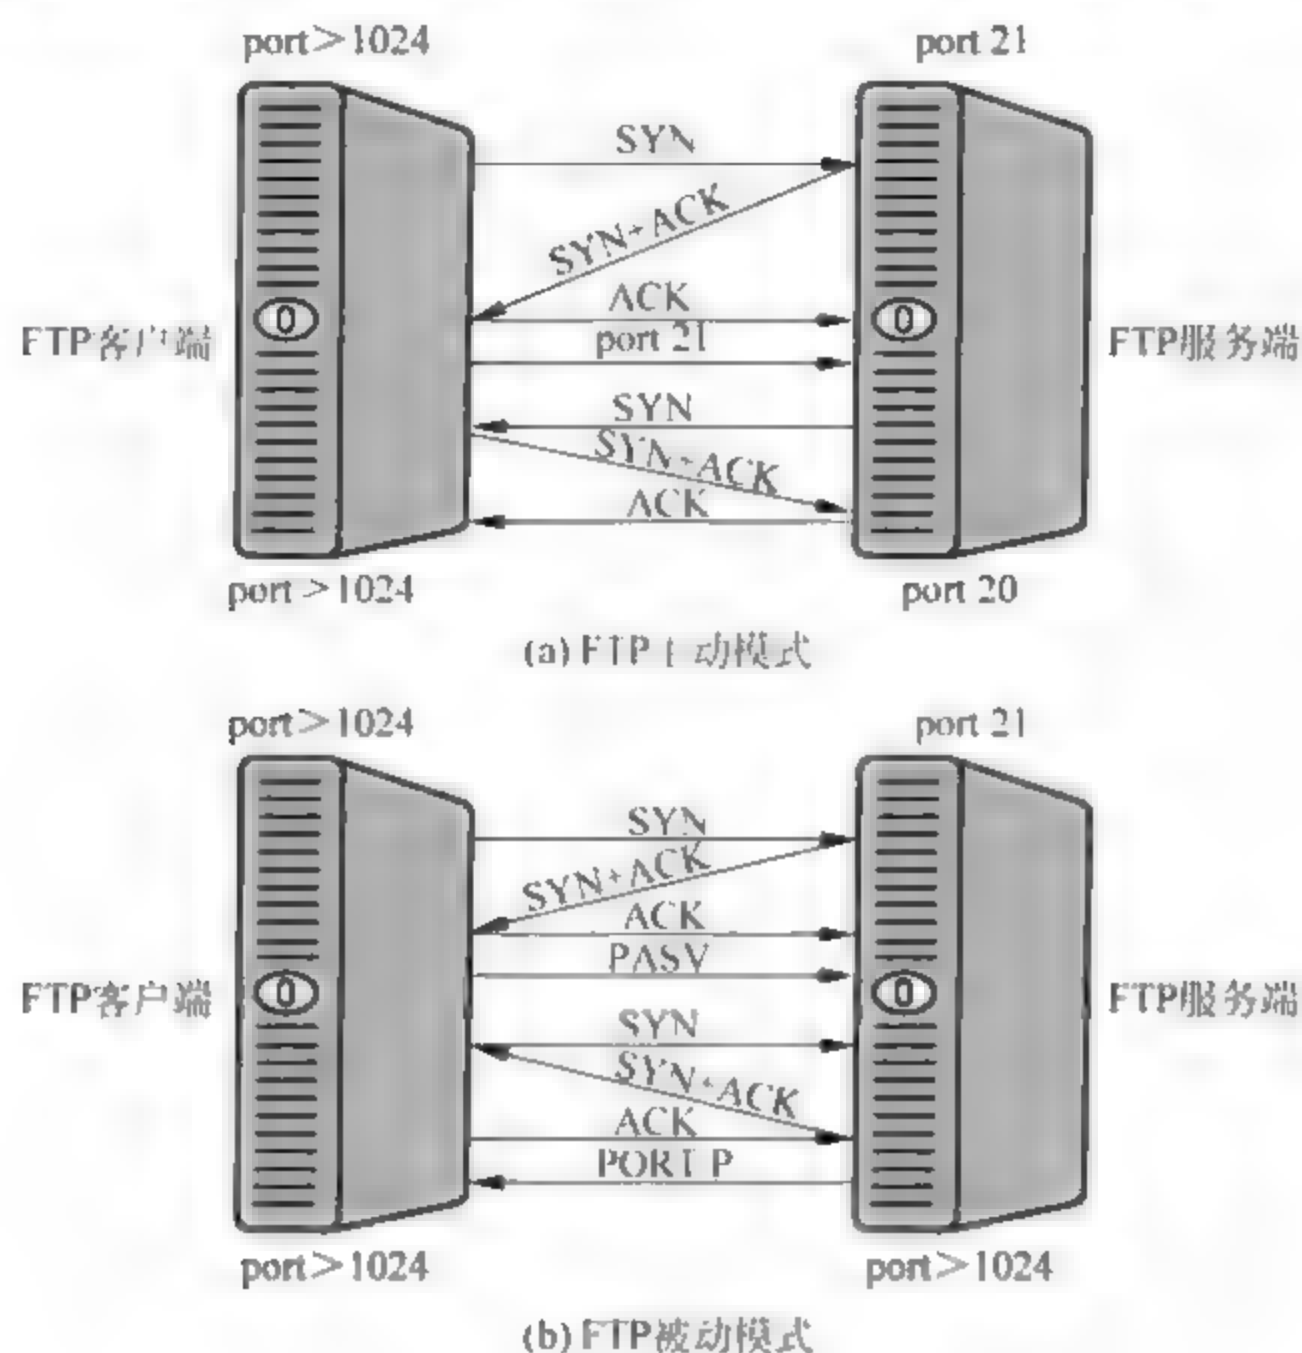 port>1024
port 21
SYN
SYN+ACK
ACK
port 21
FTP客户端
FTP服务端
SYN
SYN+ACK
ACK
port >1024
port 20
(a) FTP主动模式
port>1024
port 21
SYN
SYN+ACK
ACK
PASV
FTP客户端
FTP服务端
SYN
SYN+ACK
ACK
PORT P
port>1024
port>1024
(b) FTP被动模式